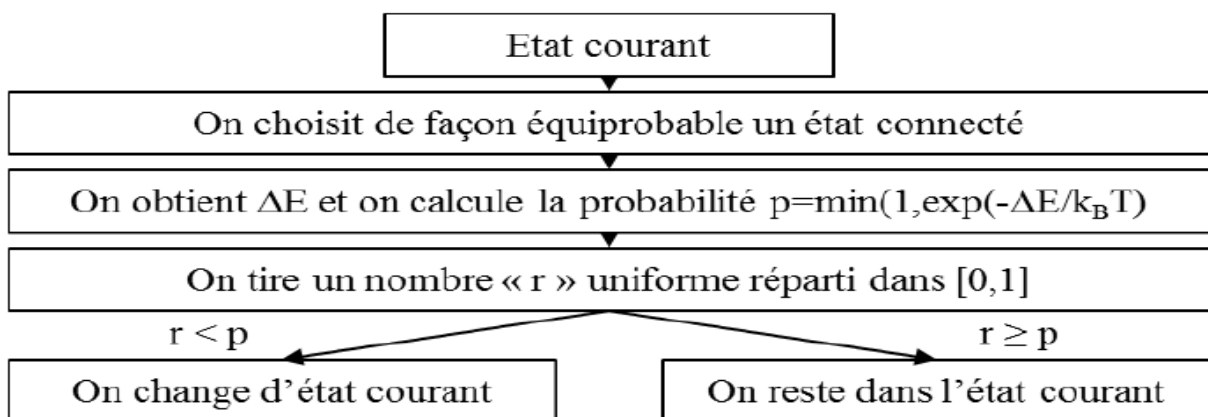 Etat courant
On choisit de façon équiprobable un état connecté
On obtient ΔE et on calcule la probabilité p=min(1,exp(-ΔE/k_BT)
On tire un nombre « r » uniforme réparti dans [0,1]
r < p
r ≥ p
On change d’état courant
On reste dans l’état courant